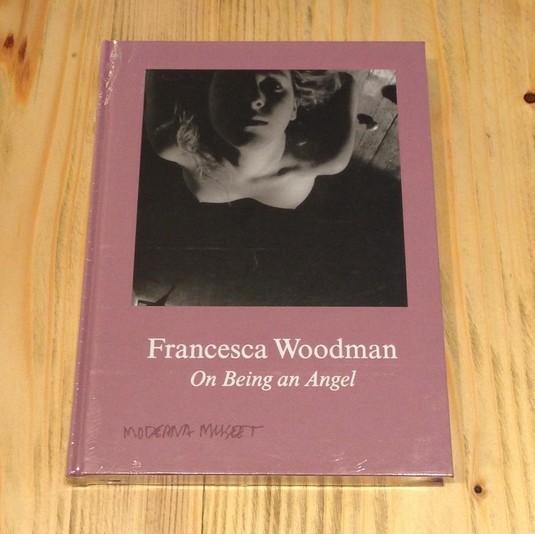 Francesca Woodman
On Being an Angel
MODERNA MUSEET